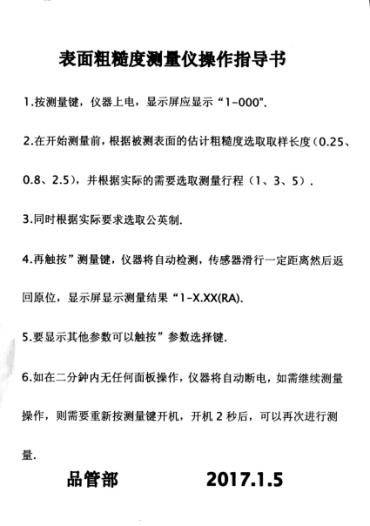 表面粗糙度测量仪操作指导书
1.按测量键，仪器上电，显示屏应显示“1-000".
2.在开始测量前，根据被测表面的估计粗糙度选取取样长度（0.25、
0.8、2.5），并根据实际的需要选取测量行程（1、3、5）.
3.同时根据实际要求选取公英制.
4.再触按”测量键，仪器将自动检测，传感器滑行一定距离然后返
回原位，显示屏显示测量结果“1-X.XX(RA).
5.要显示其他参数可以触按”参数选择键.
6.如在二分鈡内无任何面板操作，仪器将自动断电，如需继续测量
操作，则需要重新按测量键开机，开机 2 秒后，可以再次进行测
量.
品管部 2017.1.5